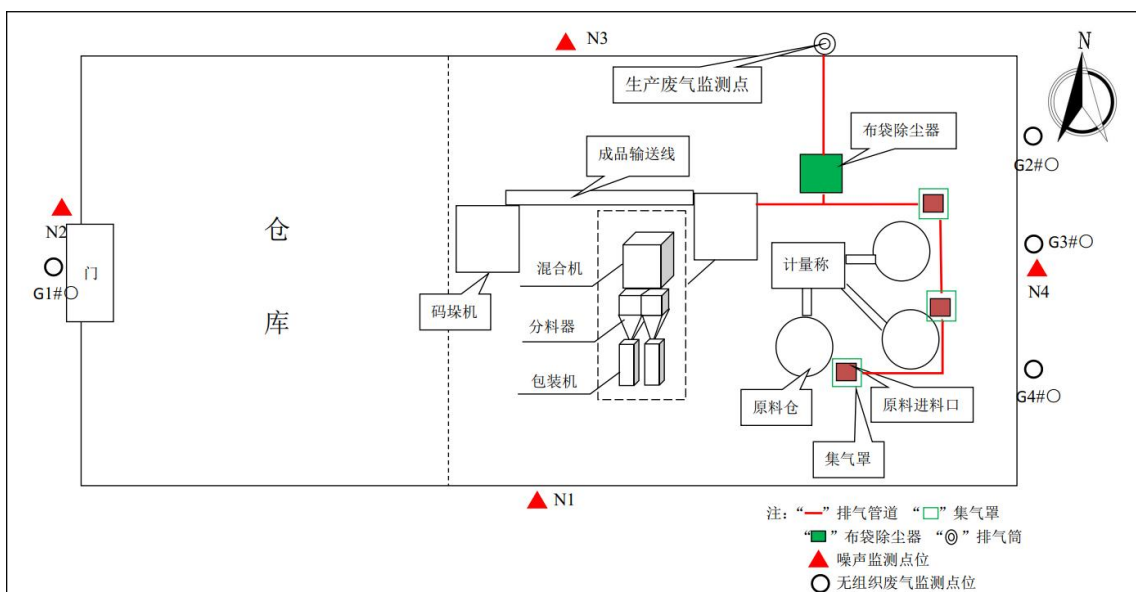 N3
N
生产废气监测点
布袋除尘器
G2#○
成品输送线
N2
仓
库
门
G1#○
混合机
计量称
G3#○
N4
码垛机
分料器
包装机
原料仓
原料进料口
G4#○
集气罩
N1
注：“—”排气管道 “□”集气罩
“■”布袋除尘器 “◎”排气筒
噪声监测点位
无组织废气监测点位